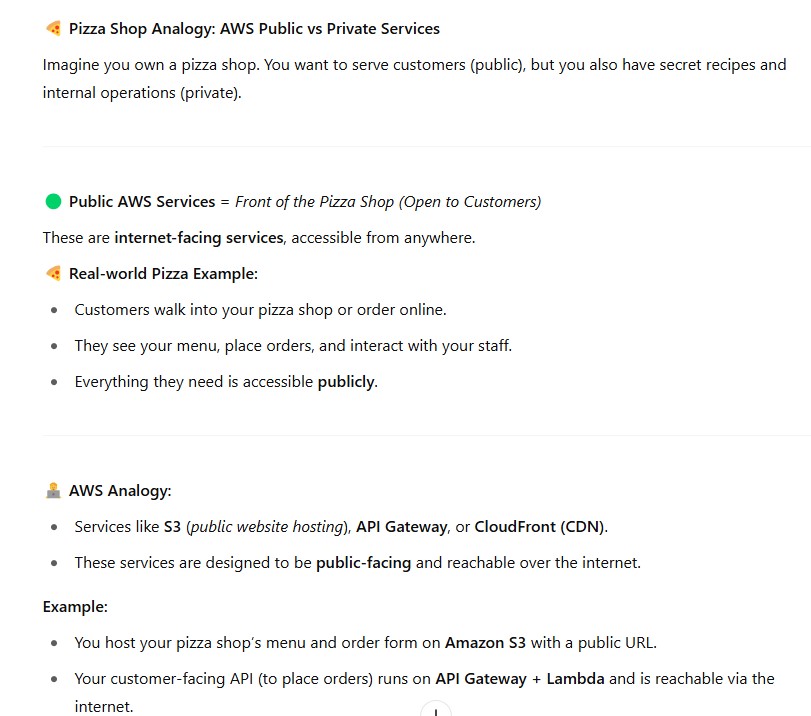 🍕 Pizza Shop Analogy: AWS Public vs Private Services
Imagine you own a pizza shop. You want to serve customers (public), but you also have secret recipes and
internal operations (private).
🟢 Public AWS Services = Front of the Pizza Shop (Open to Customers)
These are internet-facing services, accessible from anywhere.
🍕 Real-world Pizza Example:
• Customers walk into your pizza shop or order online.
• They see your menu, place orders, and interact with your staff.
• Everything they need is accessible publicly.
🧑‍💻 AWS Analogy:
• Services like S3 (public website hosting), API Gateway, or CloudFront (CDN).
• These services are designed to be public-facing and reachable over the internet.
Example:
• You host your pizza shop's menu and order form on Amazon S3 with a public URL.
• Your customer-facing API (to place orders) runs on API Gateway + Lambda and is reachable via the
internet.